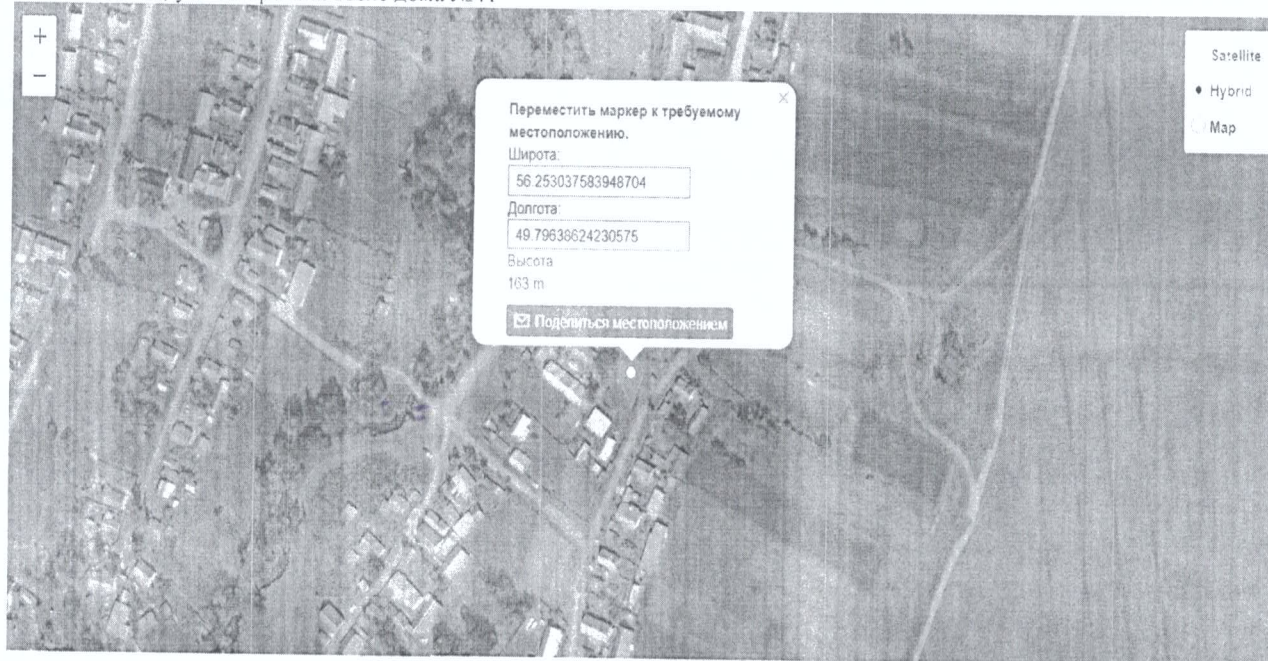 +
−
Satellite
Hybrid
Map
×
Переместить маркер к требуемому
местоположению.
Широта:
56.253037583948704
Долгота:
49.79638624230575
Высота
163 m
Поделиться местоположением